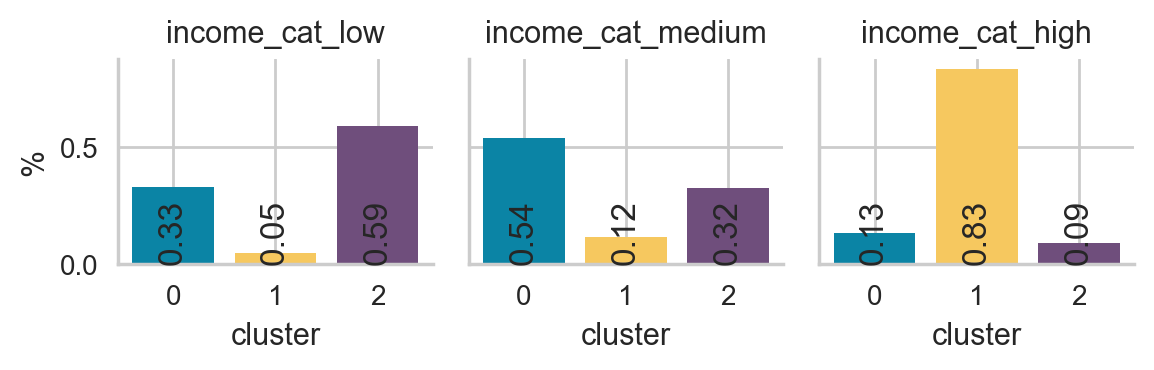 income_cat_low income_cat_medium income_cat_high
%
0.5
0.0
0.33 0.05 0.59 0.54 0.12 0.32 0.13 0.83 0.09
0 1 2 0 1 2 0 1 2
cluster cluster cluster